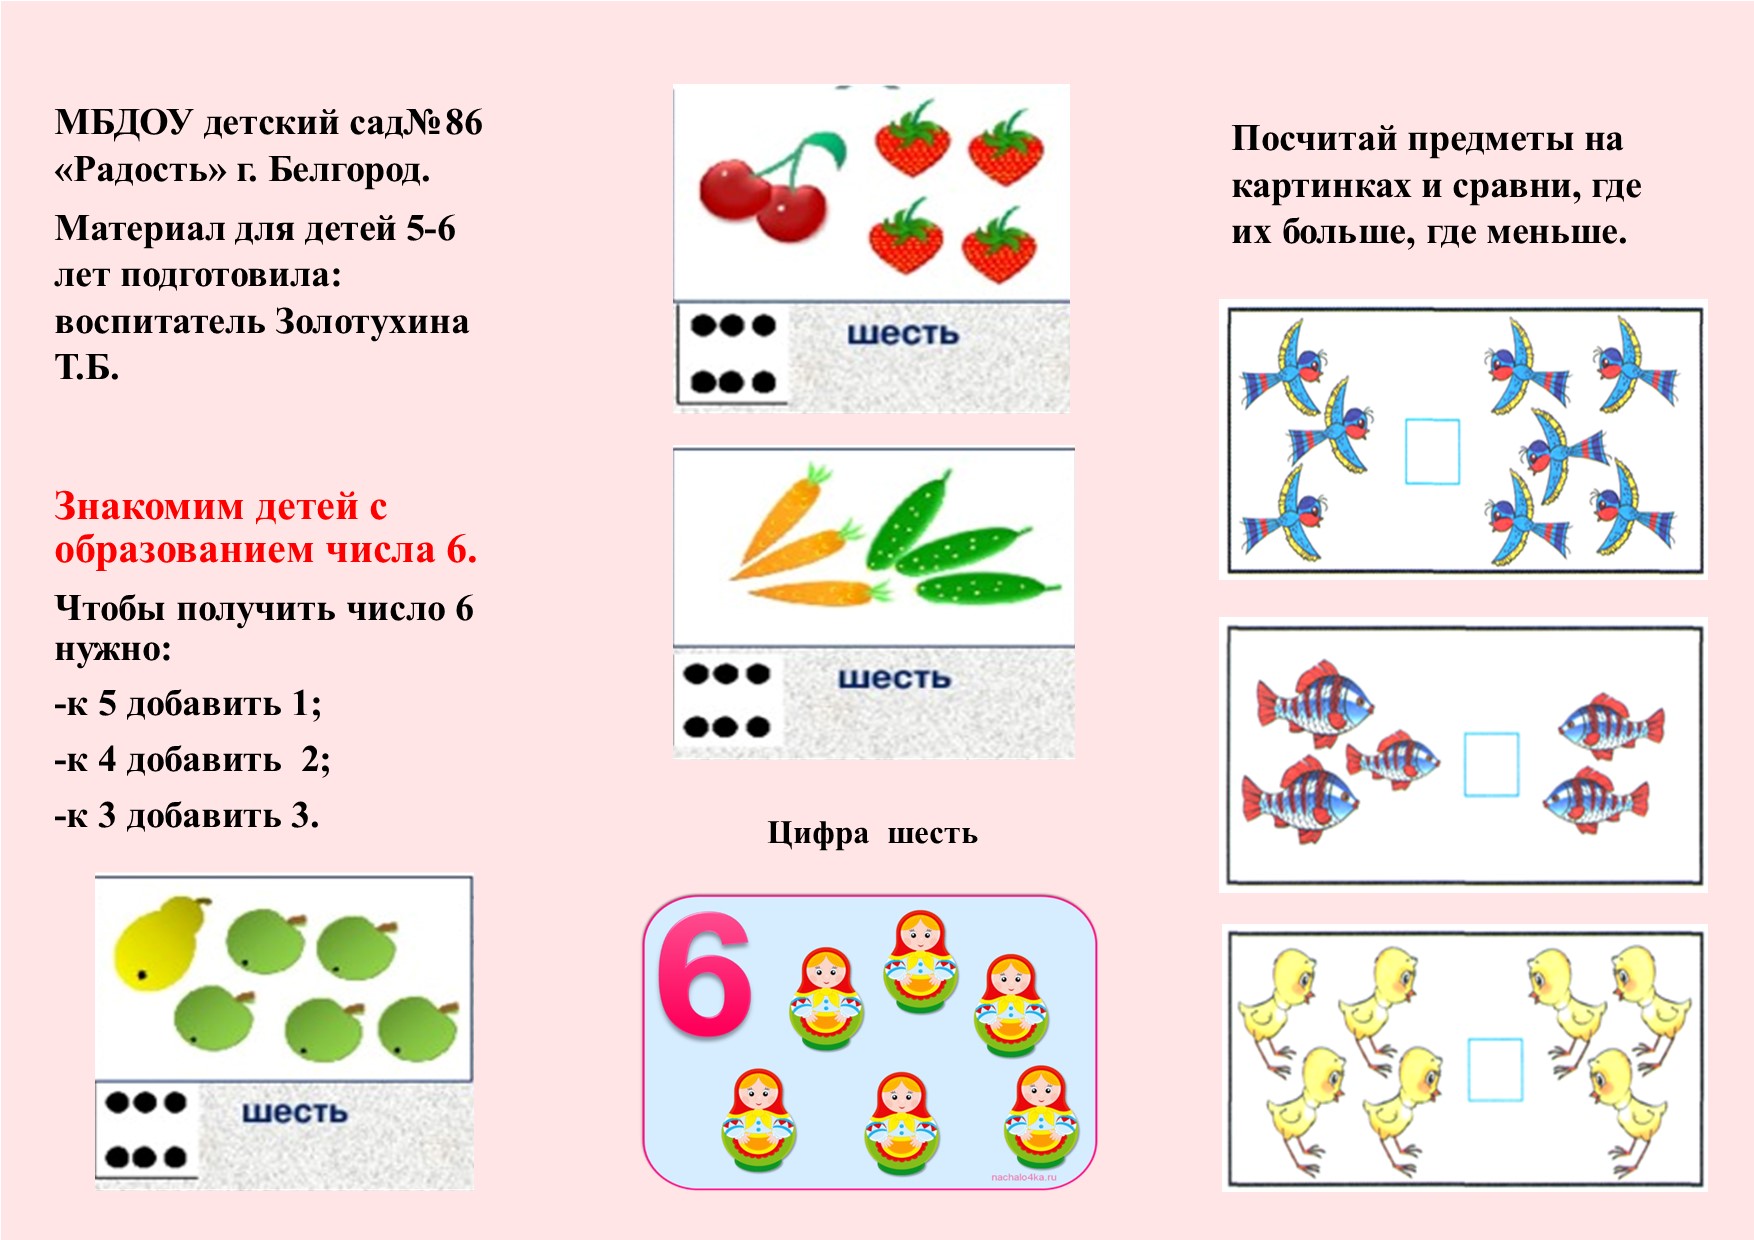 МБДОУ детский сад№86
«Радость» г. Белгород.
Материал для детей 5-6
лет подготовила:
воспитатель Золотухина
Т.Б.
Знакомим детей с
образованием числа 6.
Чтобы получить число 6
нужно:
-к 5 добавить 1;
-к 4 добавить  2;
-к 3 добавить 3.
шесть
шесть
шесть
Цифра  шесть
6
nachalo4ka.ru
Посчитай предметы на
картинках и сравни, где
их больше, где меньше.